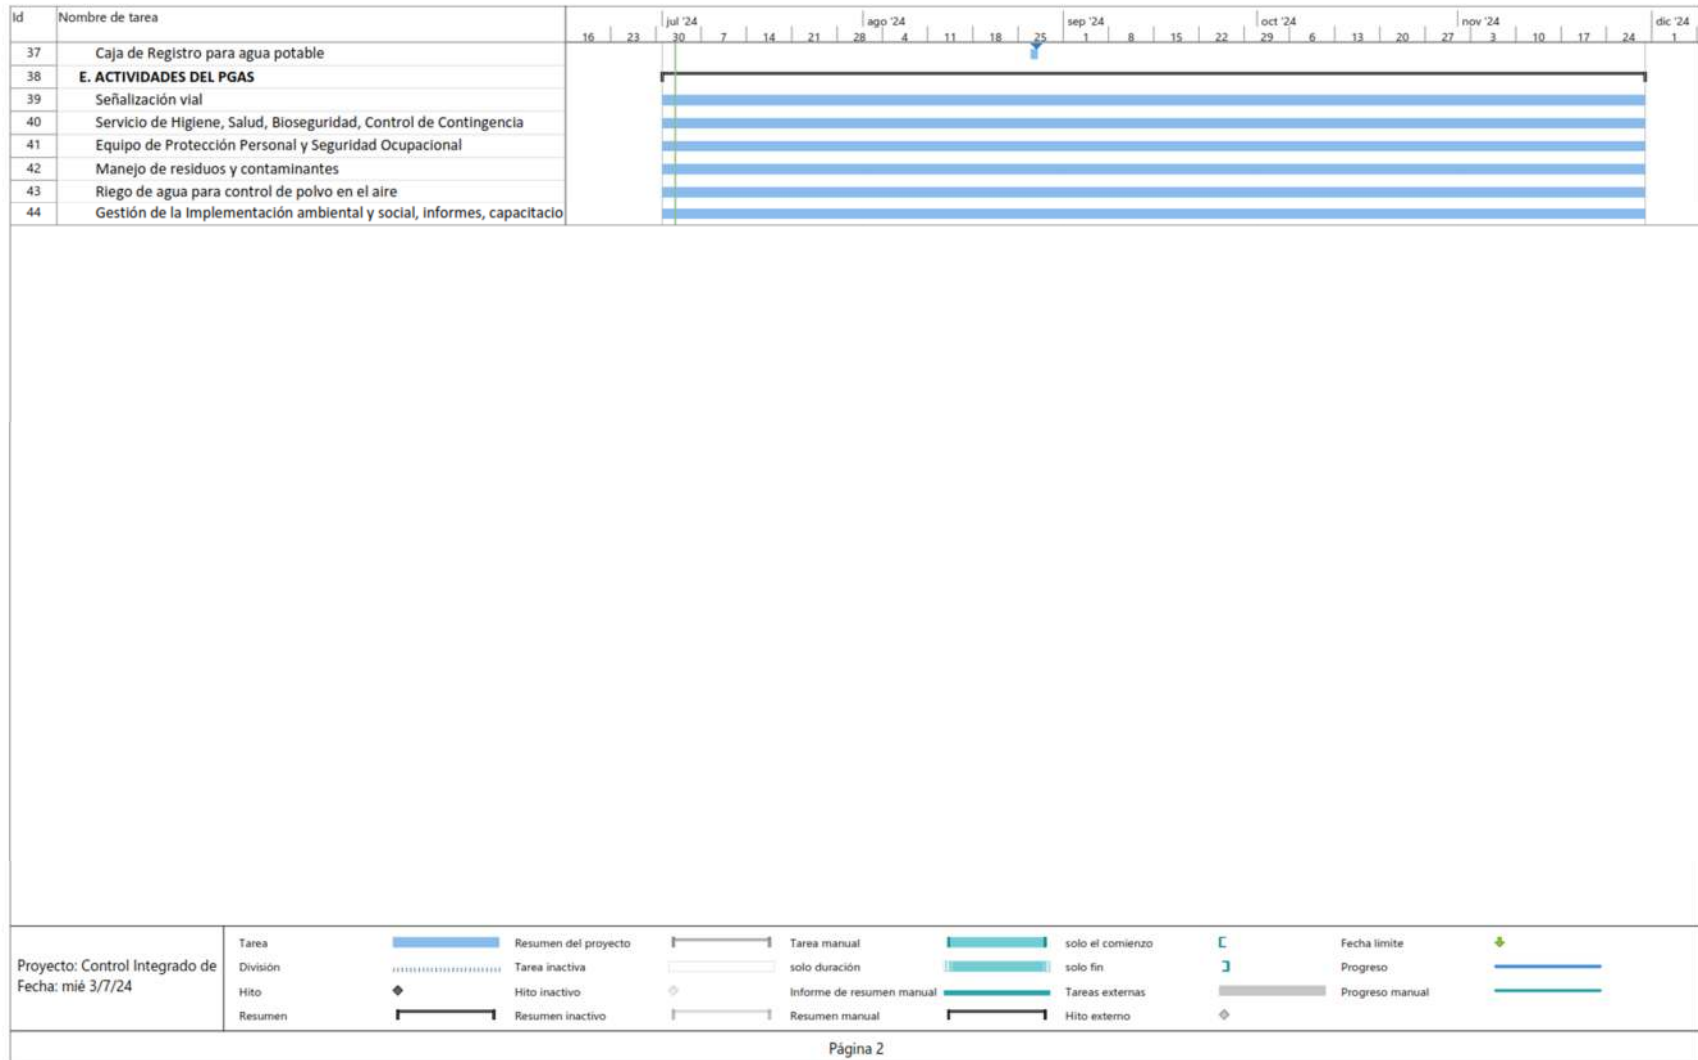 Id Nombre de tarea jul '24 ago '24 sep '24 oct '24 nov '24 dic '24
16 23 30 7 14 21 28 4 11 18 25 1 8 15 22 29 6 13 20 27 3 10 17 24 1
37 Caja de Registro para agua potable
38 E. ACTIVIDADES DEL PGAS
39 Señalización vial
40 Servicio de Higiene, Salud, Bioseguridad, Control de Contingencia
41 Equipo de Protección Personal y Seguridad Ocupacional
42 Manejo de residuos y contaminantes
43 Riego de agua para control de polvo en el aire
44 Gestión de la Implementación ambiental y social, informes, capacitacio
Proyecto: Control Integrado de
Fecha: mié 3/7/24
Tarea Resumen del proyecto Tarea manual solo el comienzo Fecha límite
División Tarea inactiva solo duración solo fin Progreso
Hito Hito inactivo Informe de resumen manual Tareas externas Progreso manual
Resumen Resumen inactivo Resumen manual Hito externo
Página 2